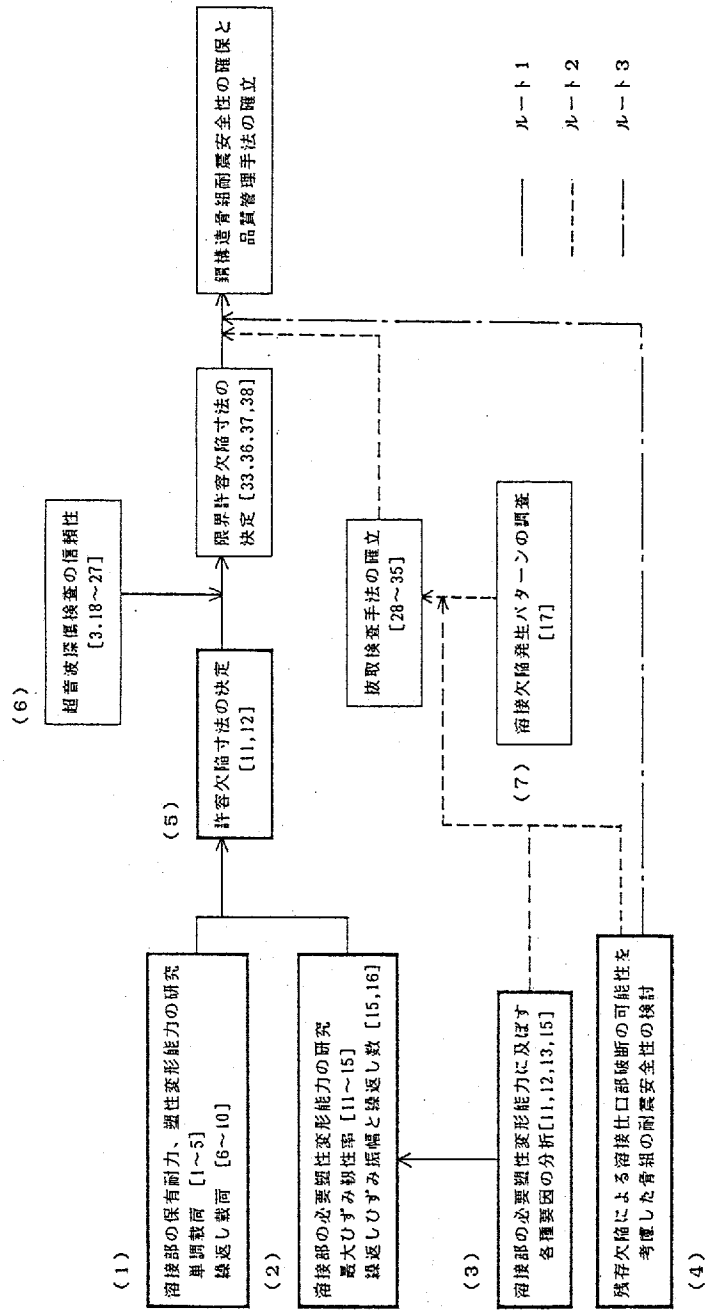 (1)
溶接部の保有耐力、塑性変形能力の研究
単調載荷 [1～5]
繰返し載荷 [6～10]
(2)
溶接部の必要塑性変形能力の研究
最大ひずみ靱性率 [11～15]
繰返しひずみ振幅と繰返し数 [15,16]
(3)
溶接部の必要塑性変形能力に及ぼす
各種要因の分析[11,12,13,15]
(4)
残存欠陥による溶接仕口部破断の可能性を
考慮した骨組の耐震安全性の検討
(5)
許容欠陥寸法の決定
[11,12]
(6)
超音波探傷検査の信頼性
[3.18～27]
限界許容欠陥寸法の
決定 [33,36.37,38]
抜取検査手法の確立
[28～35]
(7)
溶接欠陥発生パターンの調査
[17]
鋼構造骨組耐震安全性の確保と
品質管理手法の確立
ルート1
ルート2
ルート3